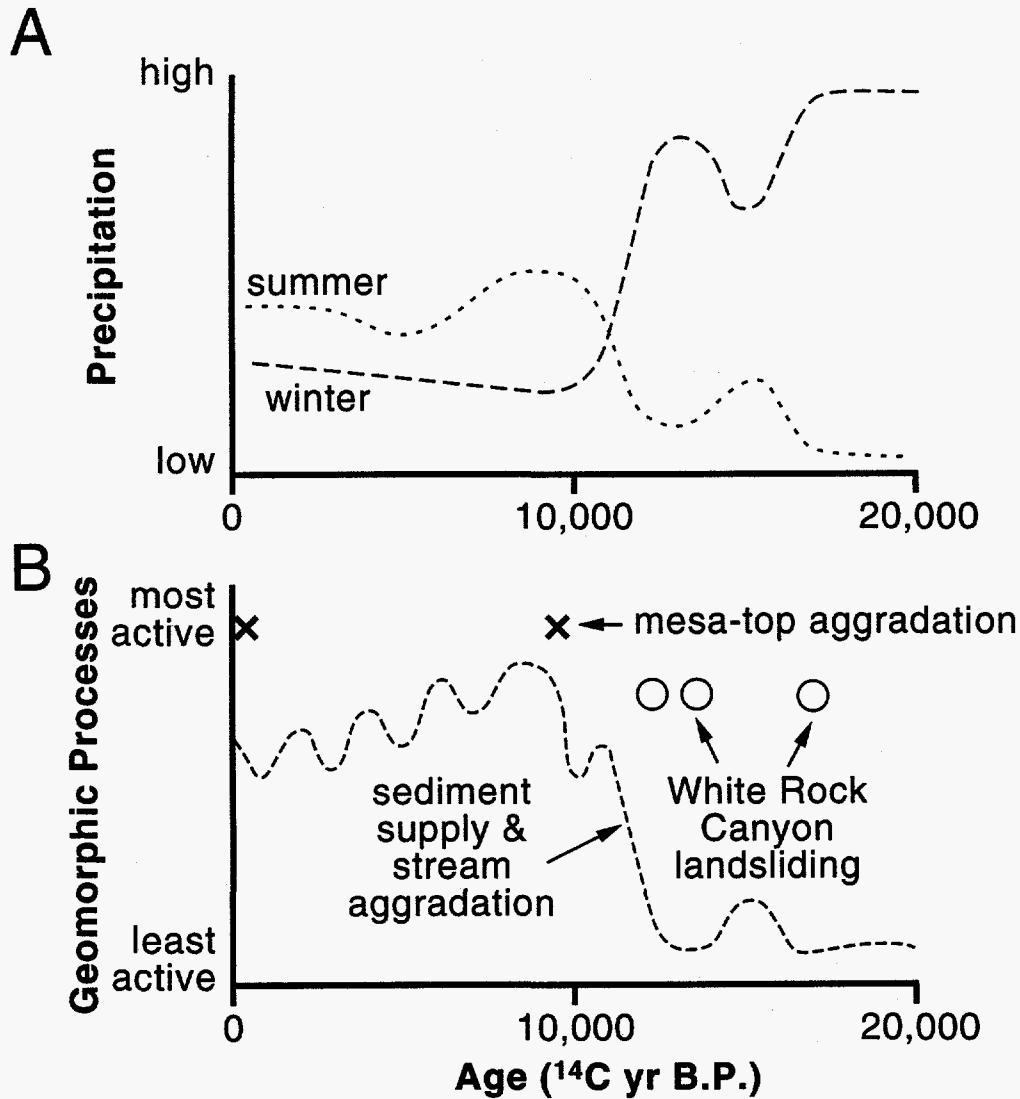 A
high
Precipitation
summer
winter
low
0
10,000
20,000
B
Geomorphic Processes
most
active
mesa-top aggradation
sediment
supply &
stream
aggradation
White Rock
Canyon
landsliding
least
active
0
10,000
20,000
Age (¹⁴C yr B.P.)